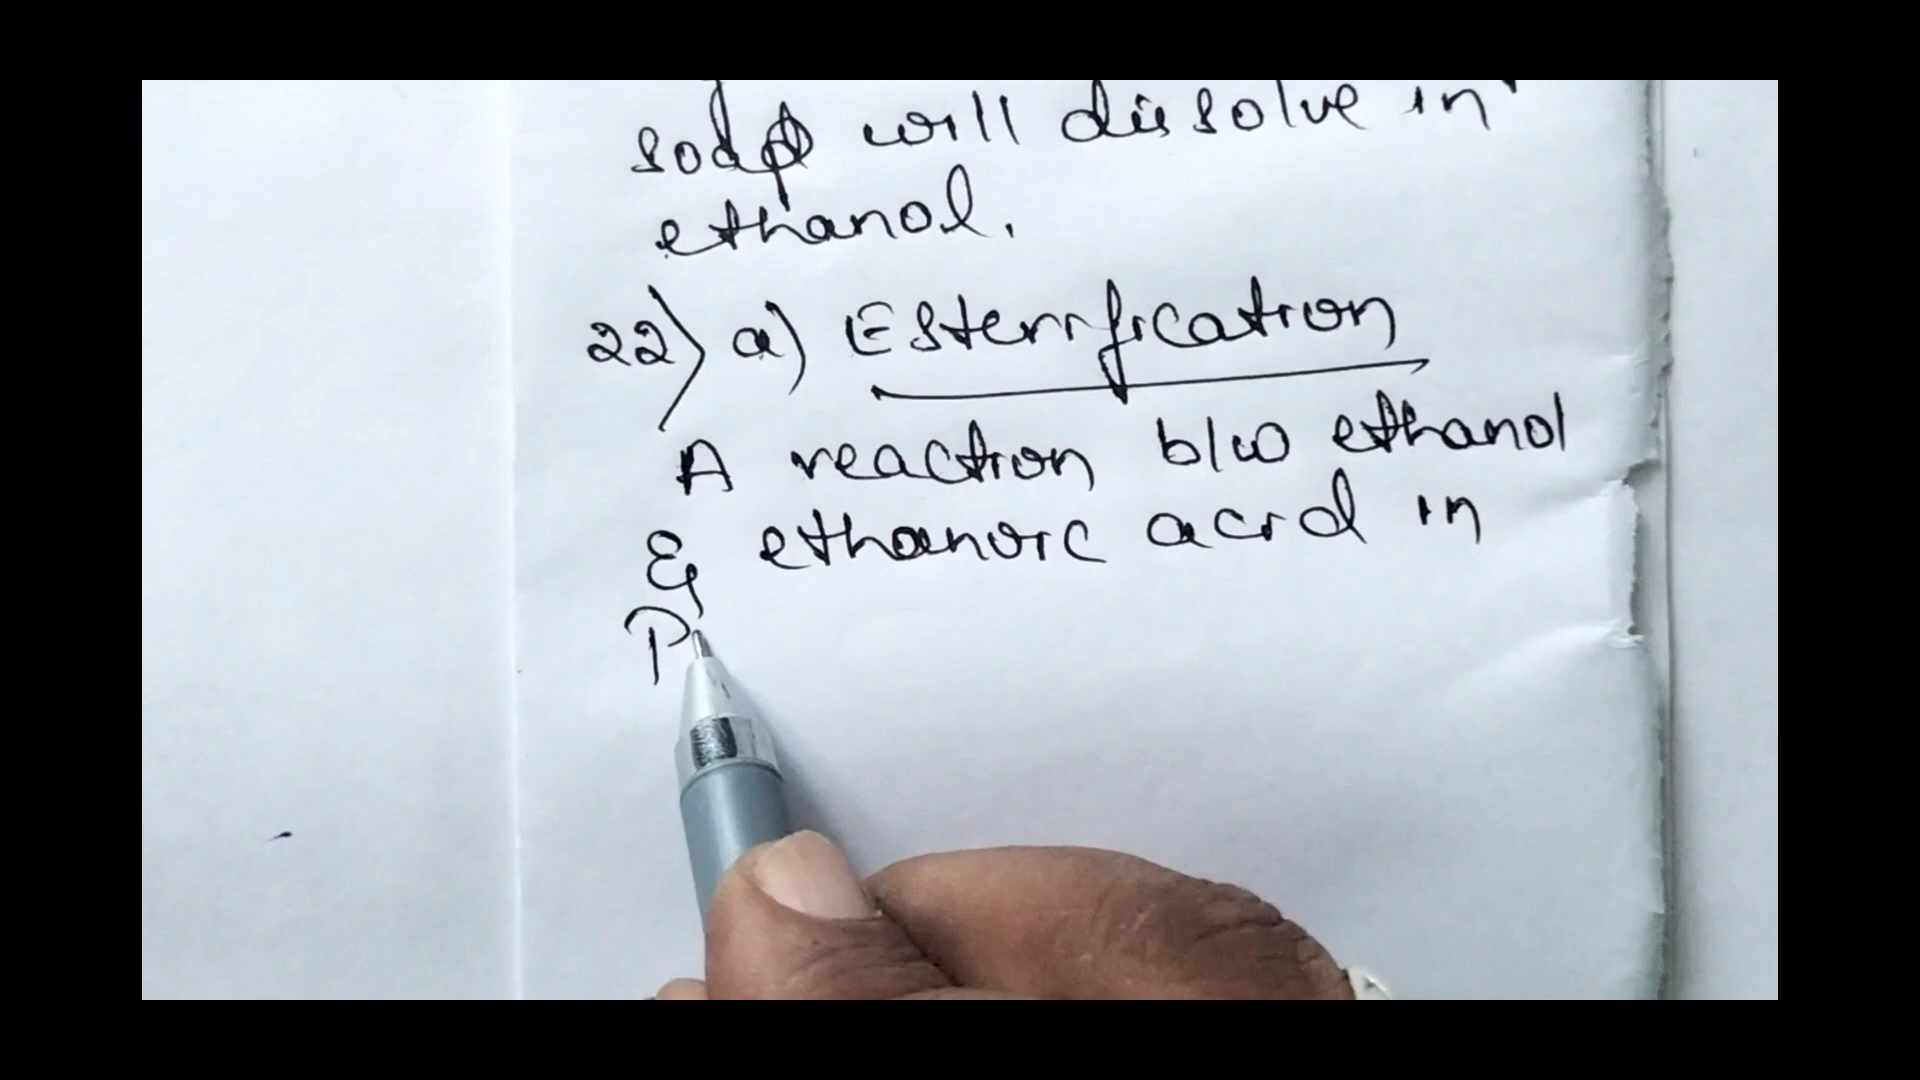 soap will dissolve in
ethanol.
22) a) Esterification
A reaction b/w ethanol
& ethanoic acid in
P